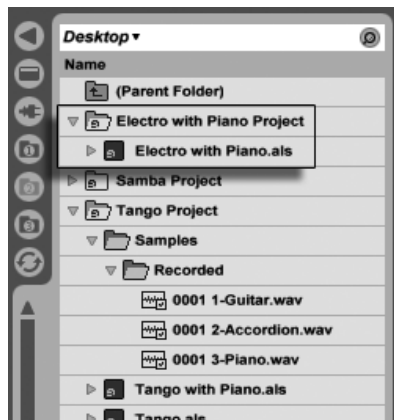 Desktop
Name
(Parent Folder)
Electro with Piano Project
Electro with Piano.als
Samba Project
Tango Project
Samples
Recorded
0001 1-Guitar.wav
0001 2-Accordion.wav
0001 3-Piano.wav
Tango with Piano.als
Tango.als